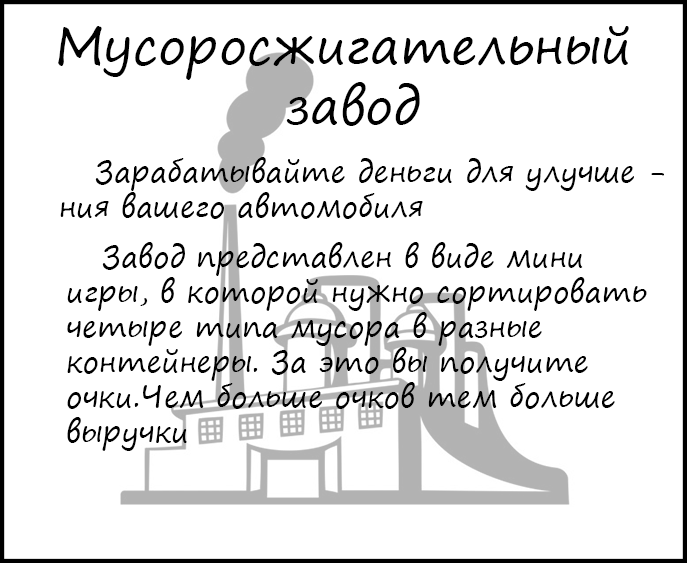 Мусоросжигательный
завод
Зарабатывайте деньги для улучше -
ния вашего автомобиля
Завод представлен в виде мини
игры, в которой нужно сортировать
четыре типа мусора в разные
контейнеры. За это вы получите
очки.Чем больше очков тем больше
выручки